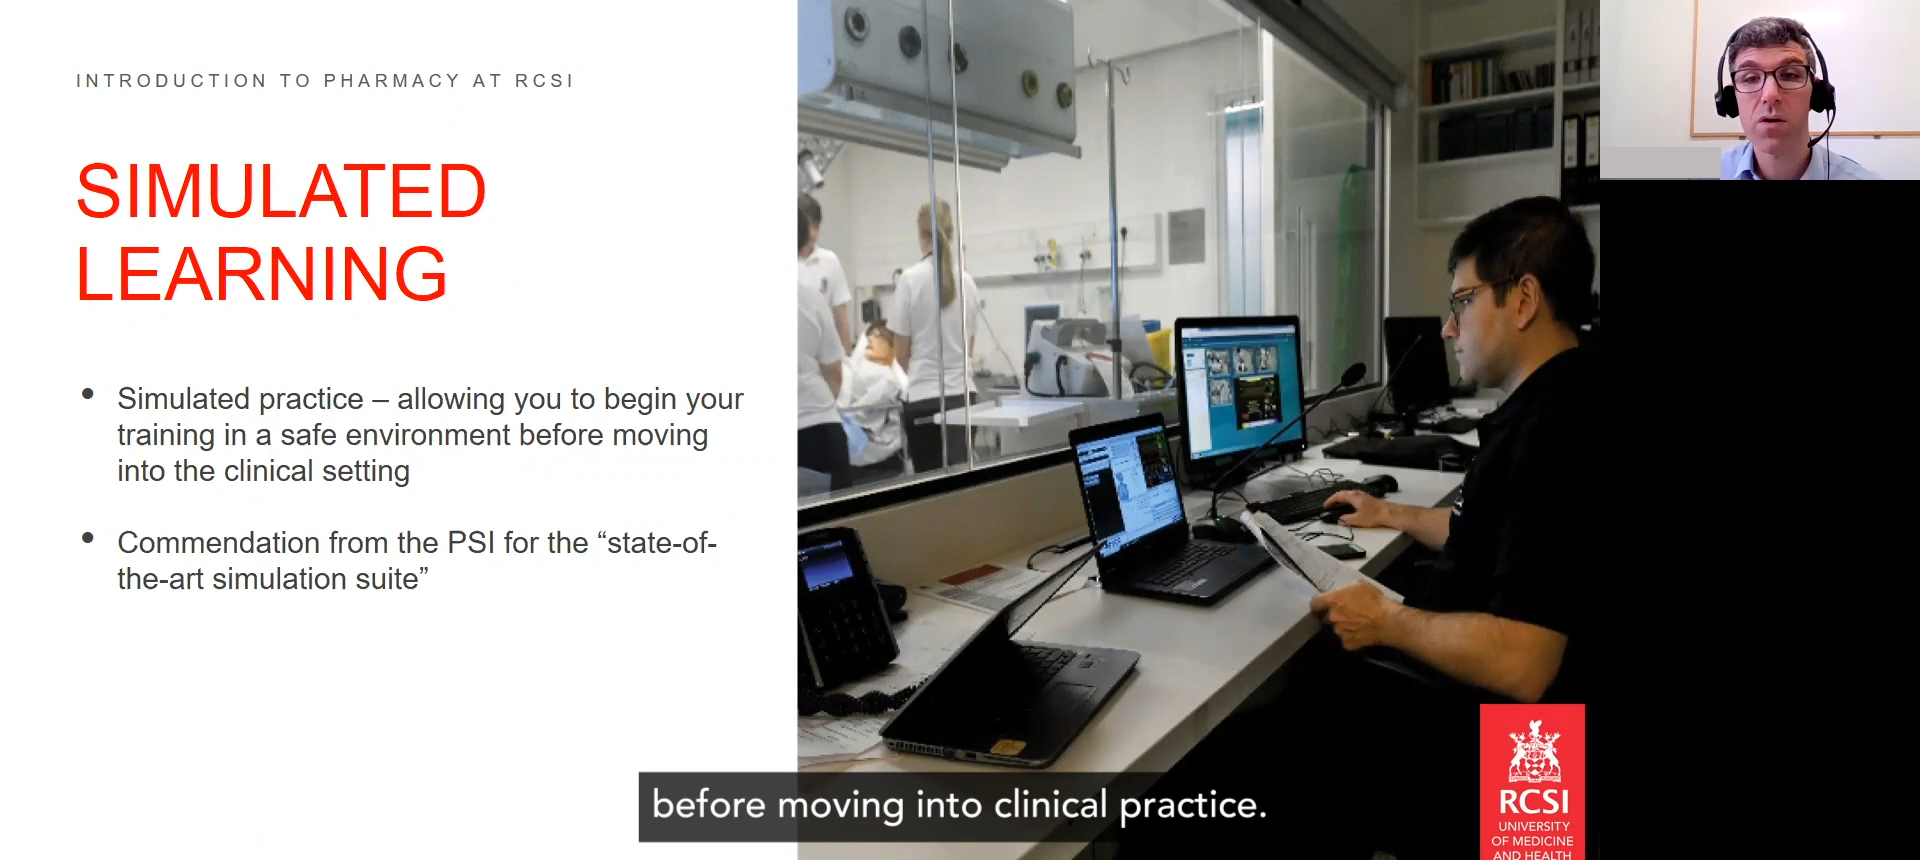 INTRODUCTION TO PHARMACY AT RCSI
SIMULATED
LEARNING
• Simulated practice – allowing you to begin your
training in a safe environment before moving
into the clinical setting
• Commendation from the PSI for the “state-of-
the-art simulation suite”
before moving into clinical practice.
RCSI
UNIVERSITY
OF MEDICINE
AND HEALTH